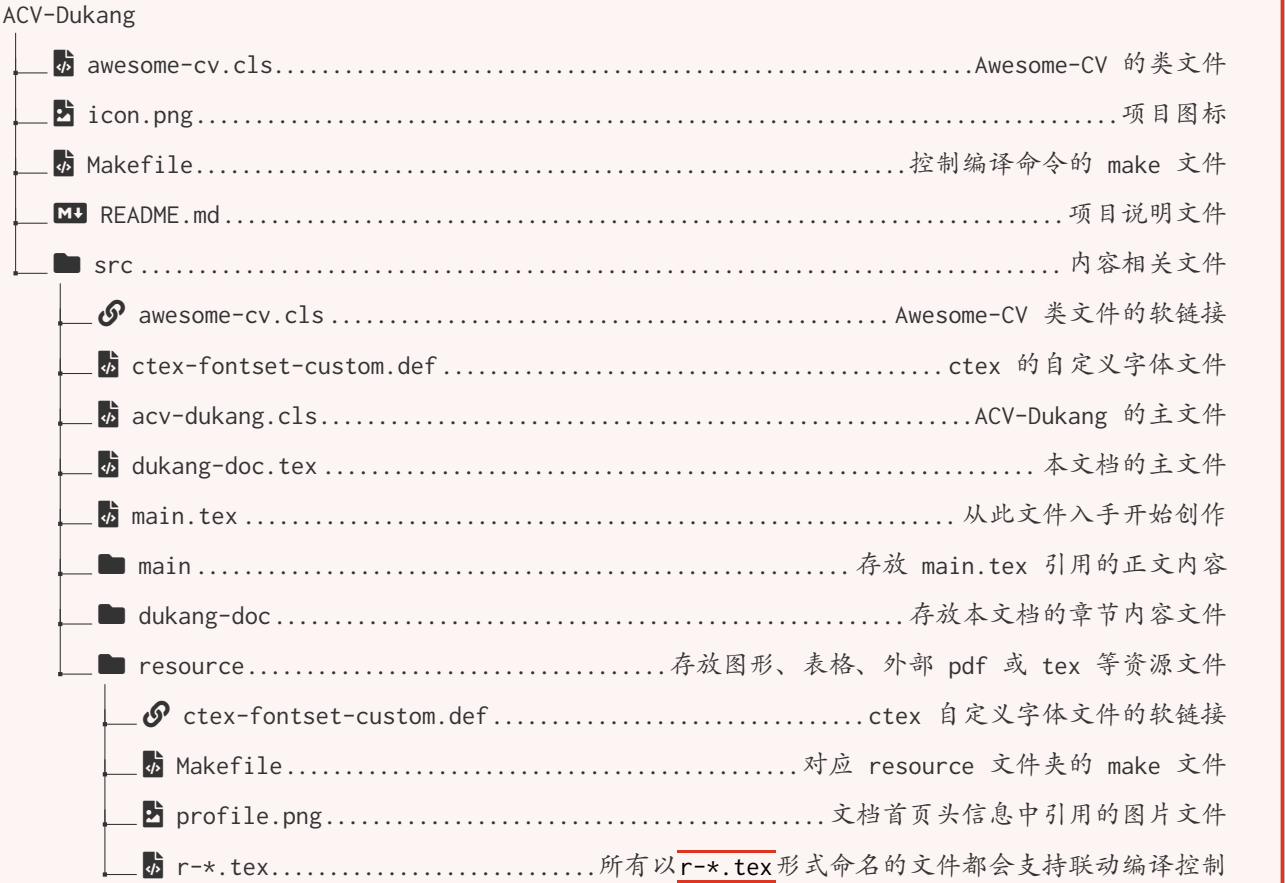 ACV-Dukang
awesome-cv.cls......Awesome-CV 的类文件
icon.png......项目图标
Makefile......控制编译命令的 make 文件
README.md......项目说明文件
src......内容相关文件
awesome-cv.cls......Awesome-CV 类文件的软链接
ctex-fontset-custom.def......ctex 的自定义字体文件
acv-dukang.cls......ACV-Dukang 的主文件
dukang-doc.tex......本文档的主文件
main.tex......从此文件入手开始创作
main......存放 main.tex 引用的正文内容
dukang-doc......存放本文档的章节内容文件
resource......存放图形、表格、外部 pdf 或 tex 等资源文件
ctex-fontset-custom.def......ctex 自定义字体文件的软链接
Makefile......对应 resource 文件夹的 make 文件
profile.png......文档首页头信息中引用的图片文件
r-*.tex......所有以r-*.tex形式命名的文件都会支持联动编译控制